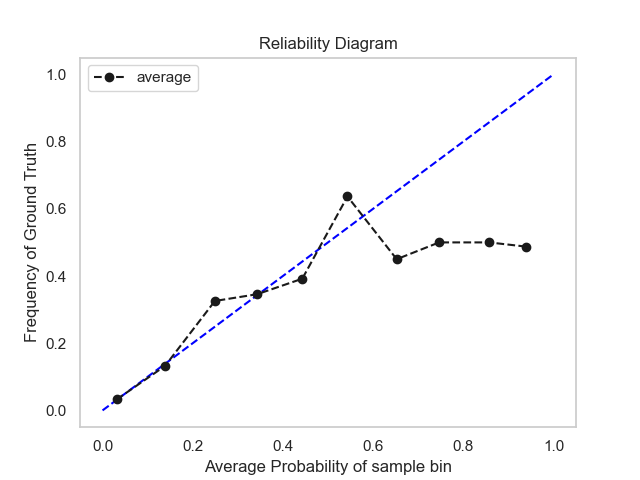 Reliability Diagram
average
1.0
0.8
0.6
0.4
0.2
0.0
Frequency of Ground Truth
0.0 0.2 0.4 0.6 0.8 1.0
Average Probability of sample bin